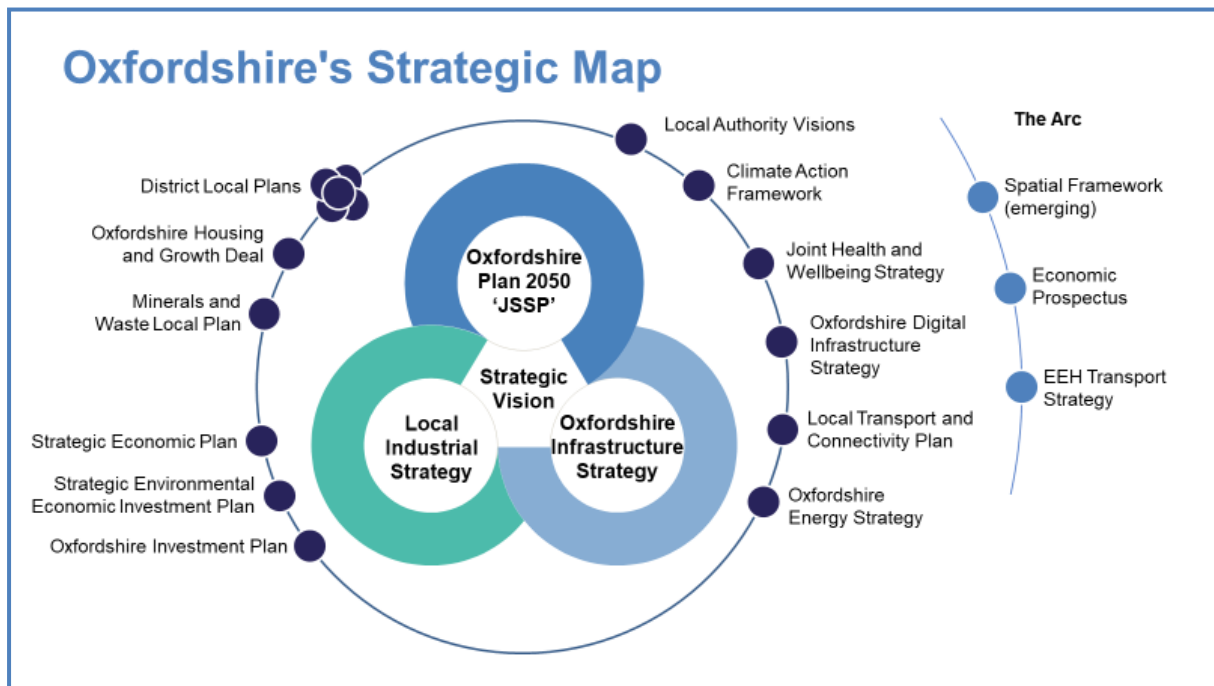 Oxfordshire's Strategic Map
District Local Plans
Oxfordshire Housing
and Growth Deal
Minerals and
Waste Local Plan
Strategic Economic Plan
Strategic Environmental
Economic Investment Plan
Oxfordshire Investment Plan
Oxfordshire
Plan 2050
‘JSSP’
Strategic
Vision
Local
Industrial
Strategy
Oxfordshire
Infrastructure
Strategy
Local Authority Visions
Climate Action
Framework
Joint Health and
Wellbeing Strategy
Oxfordshire Digital
Infrastructure
Strategy
Local Transport and
Connectivity Plan
Oxfordshire
Energy Strategy
The Arc
Spatial Framework
(emerging)
Economic
Prospectus
EEH Transport
Strategy